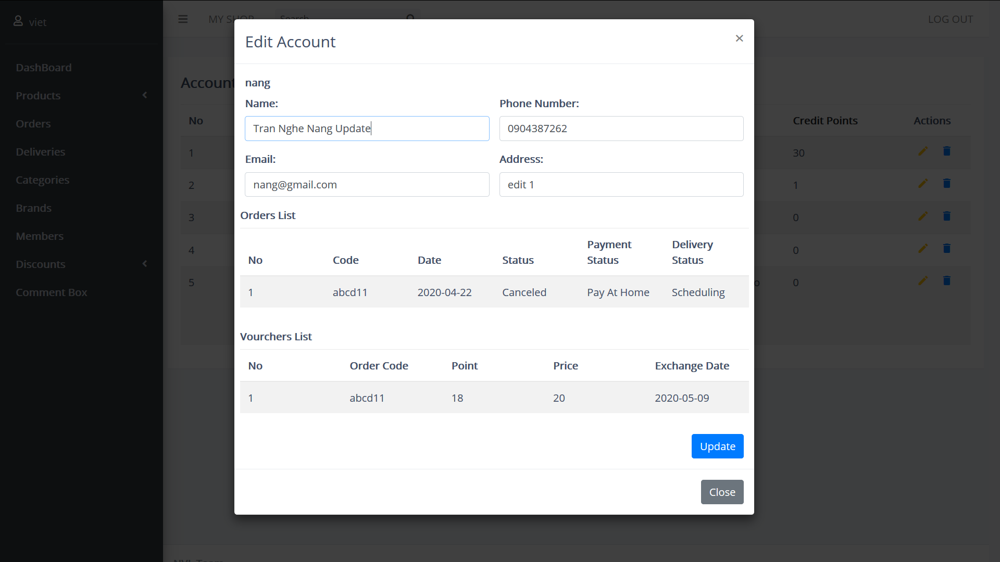 viet
MY SHOP
Search
LOG OUT
DashBoard
Products
Orders
Deliveries
Categories
Brands
Members
Discounts
Comment Box
Account
No
Credit Points
Actions
1
30
2
1
3
0
4
0
5
o
0
Edit Account
×
nang
Name:
Phone Number:
Tran Nghe Nang Update
0904387262
Email:
Address:
nang@gmail.com
edit 1
Orders List
No
Code
Date
Status
Payment Status
Delivery Status
1
abcd11
2020-04-22
Canceled
Pay At Home
Scheduling
Vourchers List
No
Order Code
Point
Price
Exchange Date
1
abcd11
18
20
2020-05-09
Update
Close